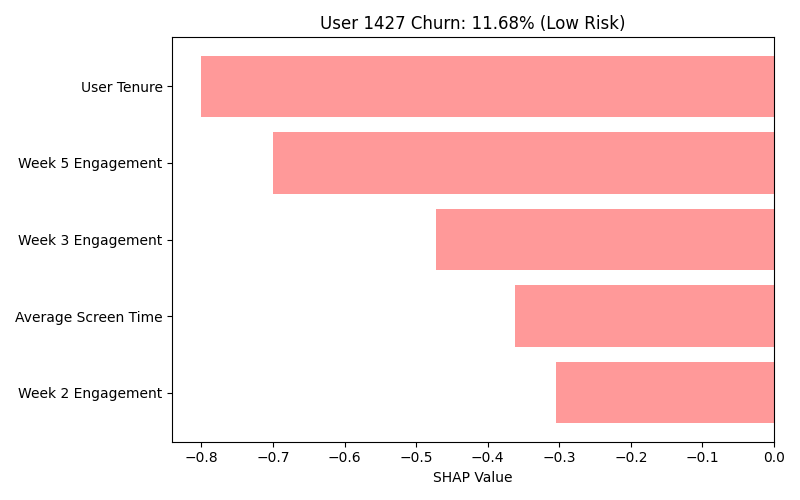 User 1427 Churn: 11.68% (Low Risk)
User Tenure
Week 5 Engagement
Week 3 Engagement
Average Screen Time
Week 2 Engagement
−0.8 −0.7 −0.6 −0.5 −0.4 −0.3 −0.2 −0.1 0.0
SHAP Value